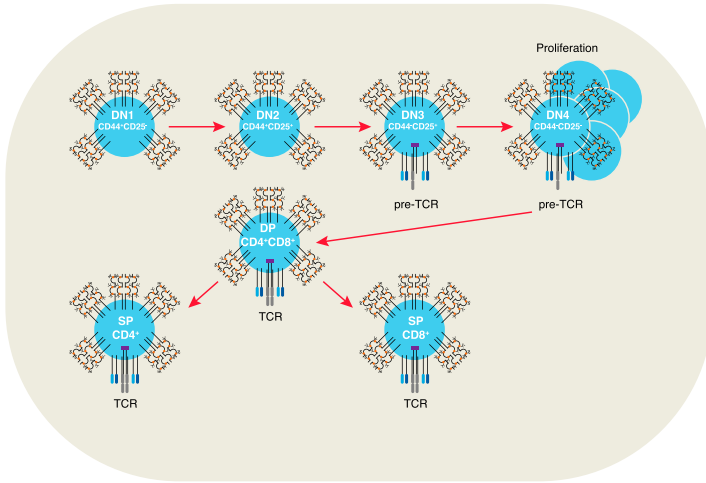 Proliferation
DN1
CD44⁺CD25⁻
DN2
CD44⁺CD25⁺
DN3
CD44⁻CD25⁺
DN4
CD44⁻CD25⁻
pre-TCR
pre-TCR
DP
CD4⁺CD8⁺
TCR
SP
CD4⁺
SP
CD8⁺
TCR
TCR